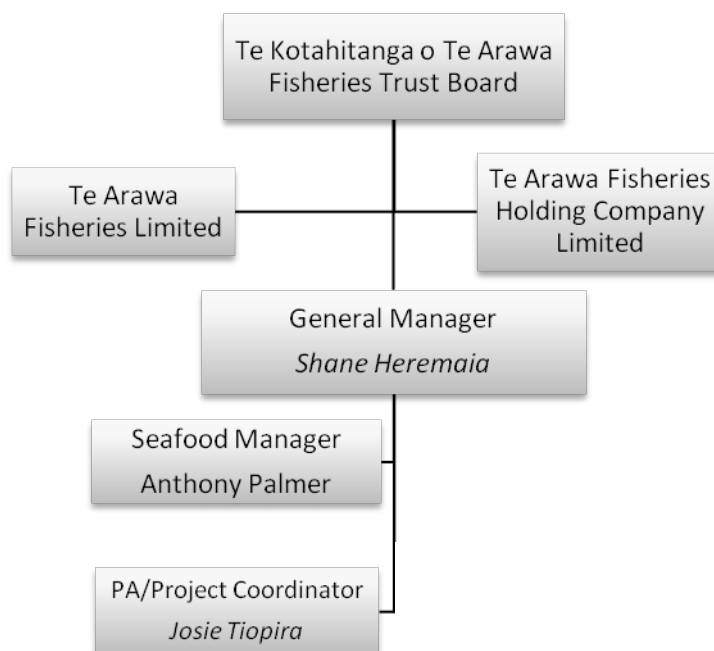 Te Kotahitanga o Te Arawa
Fisheries Trust Board
Te Arawa
Fisheries Limited
Te Arawa Fisheries
Holding Company
Limited
General Manager
Shane Heremaia
Seafood Manager
Anthony Palmer
PA/Project Coordinator
Josie Tiopira